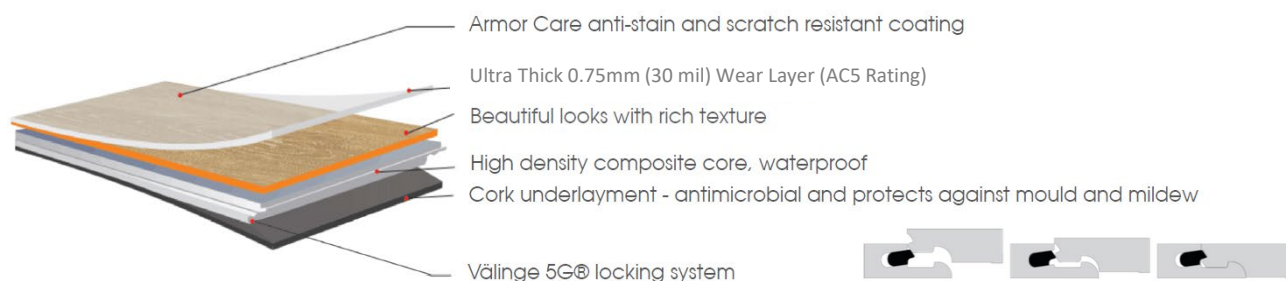 Armor Care anti-stain and scratch resistant coating
Ultra Thick 0.75mm (30 mil) Wear Layer (AC5 Rating)
Beautiful looks with rich texture
High density composite core, waterproof
Cork underlayment - antimicrobial and protects against mould and mildew
Välinge 5G® locking system